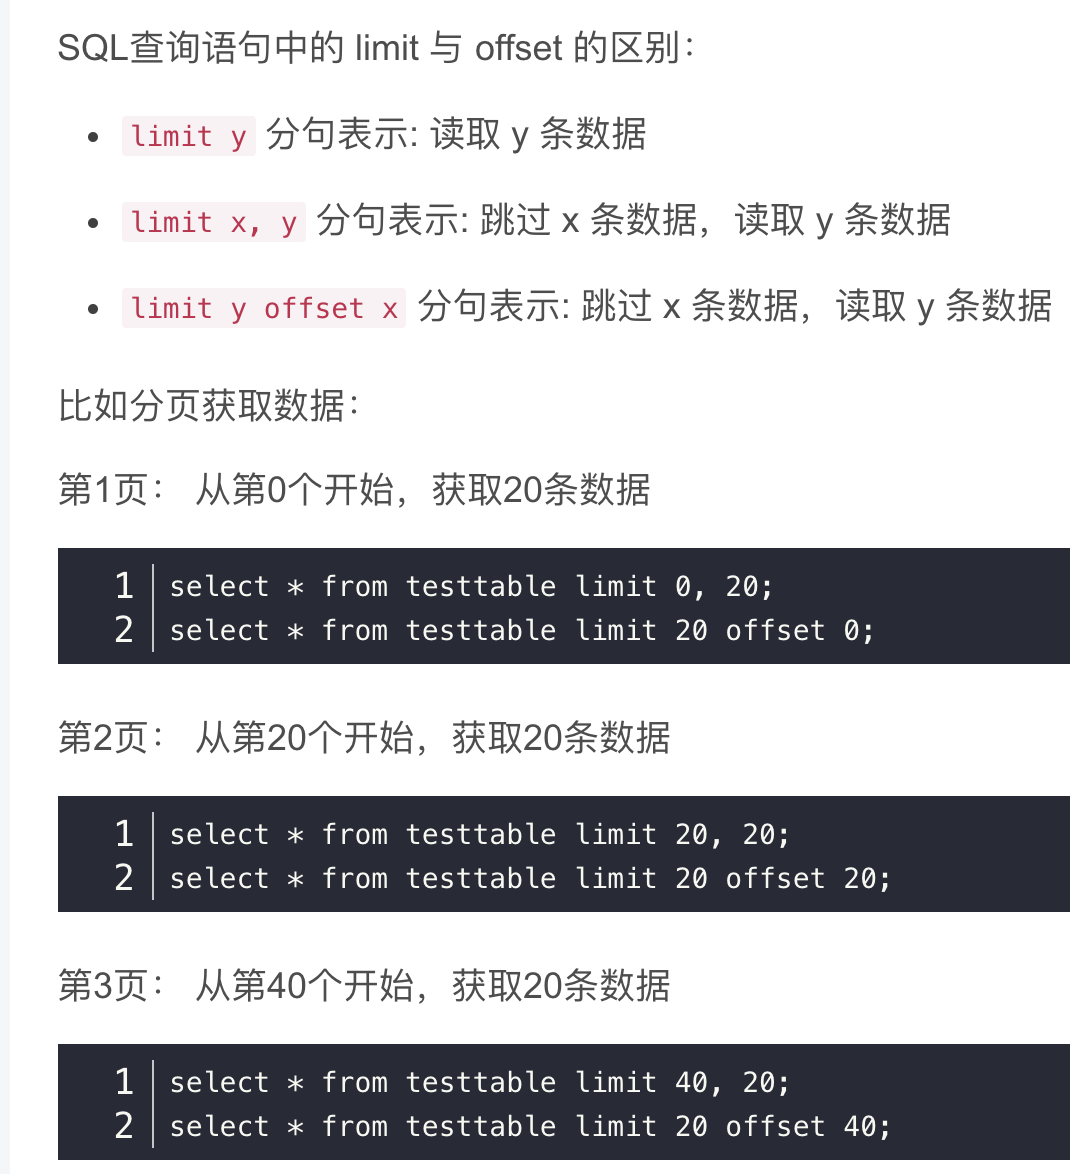 SQL查询语句中的 limit 与 offset 的区别：
• limit y 分句表示: 读取 y 条数据
• limit x, y 分句表示: 跳过 x 条数据，读取 y 条数据
• limit y offset x 分句表示: 跳过 x 条数据，读取 y 条数据
比如分页获取数据：
第1页： 从第0个开始，获取20条数据
1 select * from testtable limit 0, 20;
2 select * from testtable limit 20 offset 0;
第2页： 从第20个开始，获取20条数据
1 select * from testtable limit 20, 20;
2 select * from testtable limit 20 offset 20;
第3页： 从第40个开始，获取20条数据
1 select * from testtable limit 40, 20;
2 select * from testtable limit 20 offset 40;